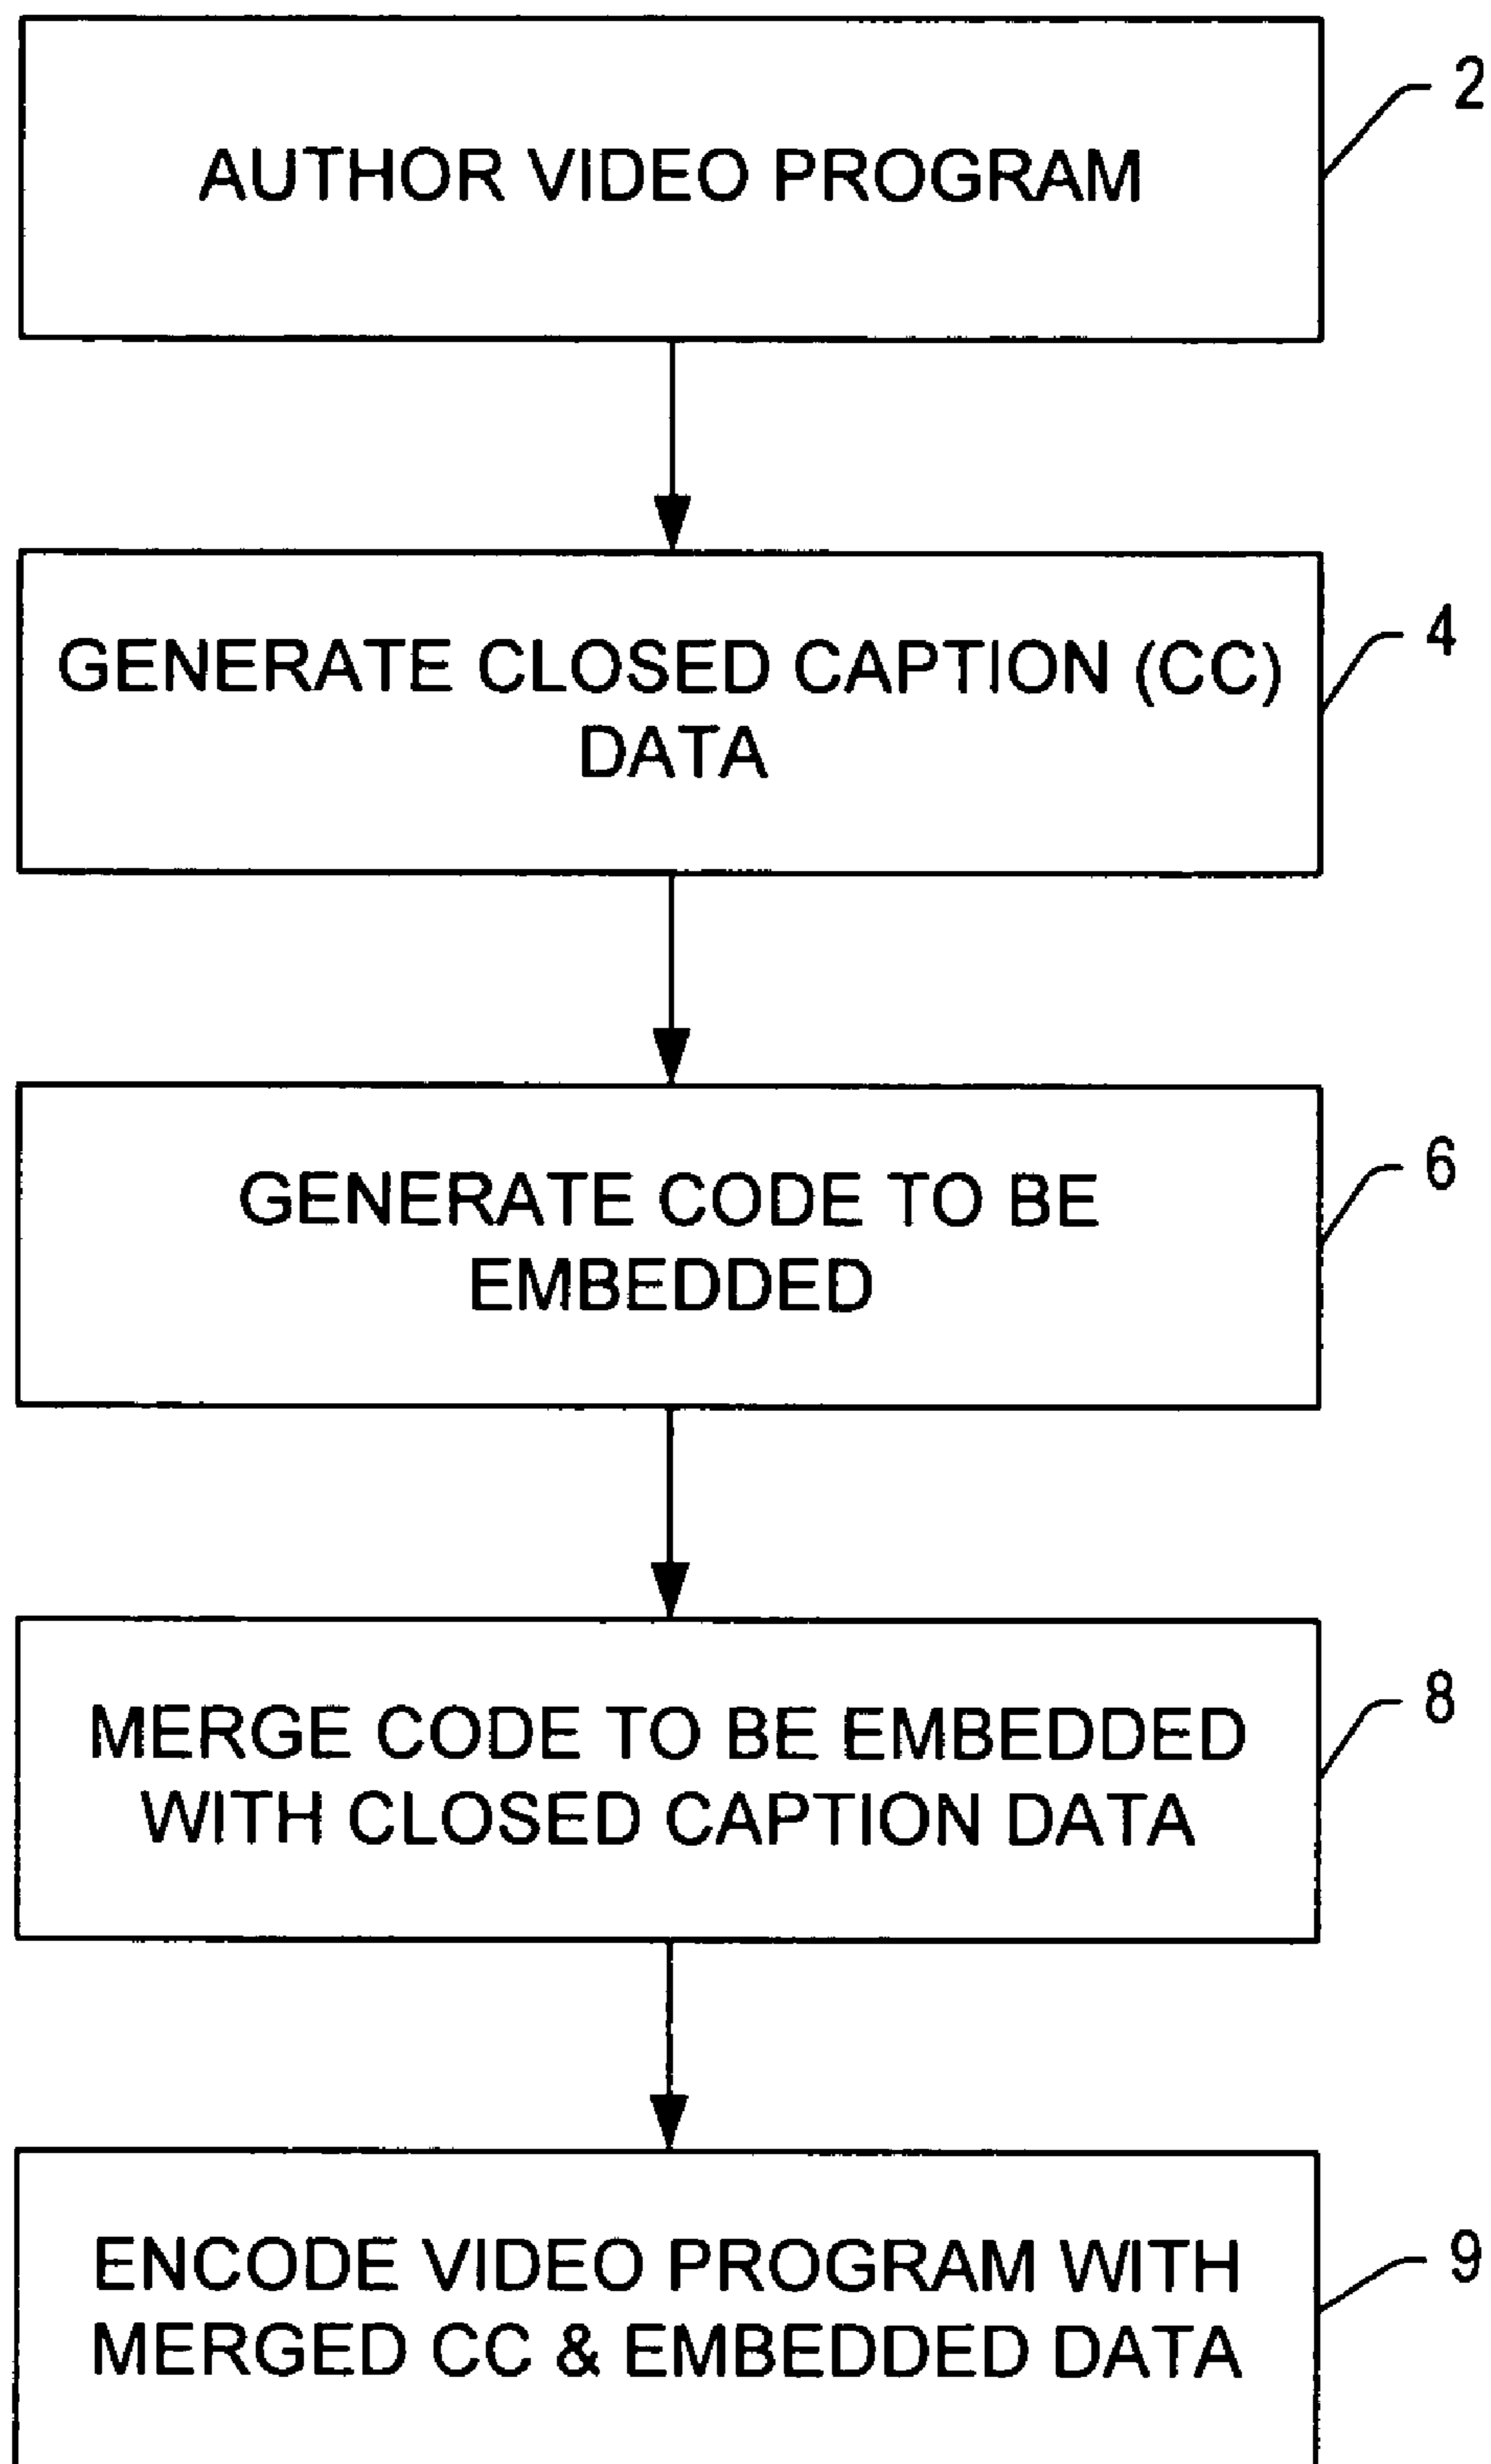 AUTHOR VIDEO PROGRAM
2
GENERATE CLOSED CAPTION (CC)
DATA
4
GENERATE CODE TO BE
EMBEDDED
6
MERGE CODE TO BE EMBEDDED
WITH CLOSED CAPTION DATA
8
ENCODE VIDEO PROGRAM WITH
MERGED CC & EMBEDDED DATA
9